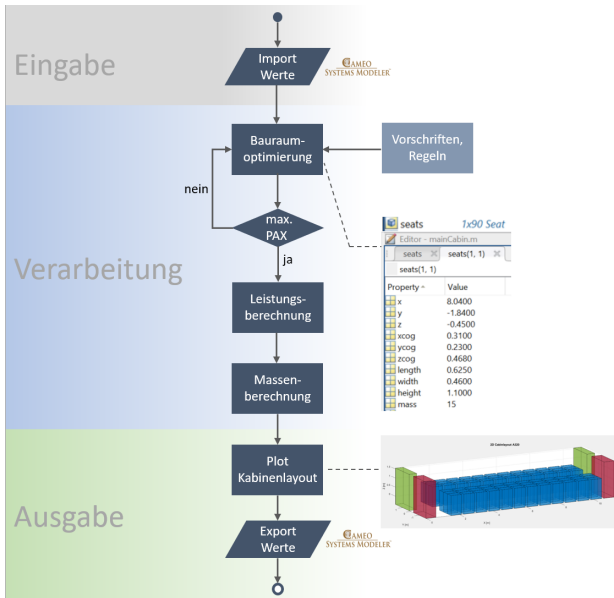 Eingabe
Import
Werte
CAMEO
SYSTEMS MODELER
Bauraum-
optimierung
Vorschriften,
Regeln
nein
max.
PAX
ja
Verarbeitung
seats 1x90 Seat
Editor - mainCabin.m
seats seats(1, 1)
seats(1, 1)
Property Value
x 8.0400
y -1.8400
z -0.4500
xcog 0.3100
ycog 0.2300
zcog 0.4680
length 0.6250
width 0.4600
height 1.1000
mass 15
Leistungs-
berechnung
Massen-
berechnung
Plot
Kabinenlayout
Ausgabe
Export
Werte
CAMEO
SYSTEMS MODELER